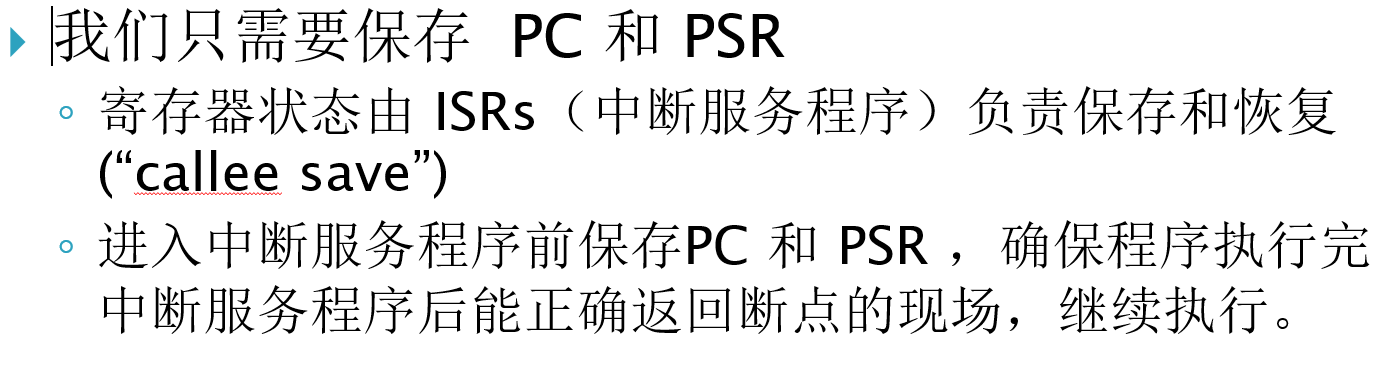 我们只需要保存 PC 和 PSR
寄存器状态由 ISRs（中断服务程序）负责保存和恢复
(“callee save”)
进入中断服务程序前保存PC 和 PSR ，确保程序执行完
中断服务程序后能正确返回断点的现场，继续执行。